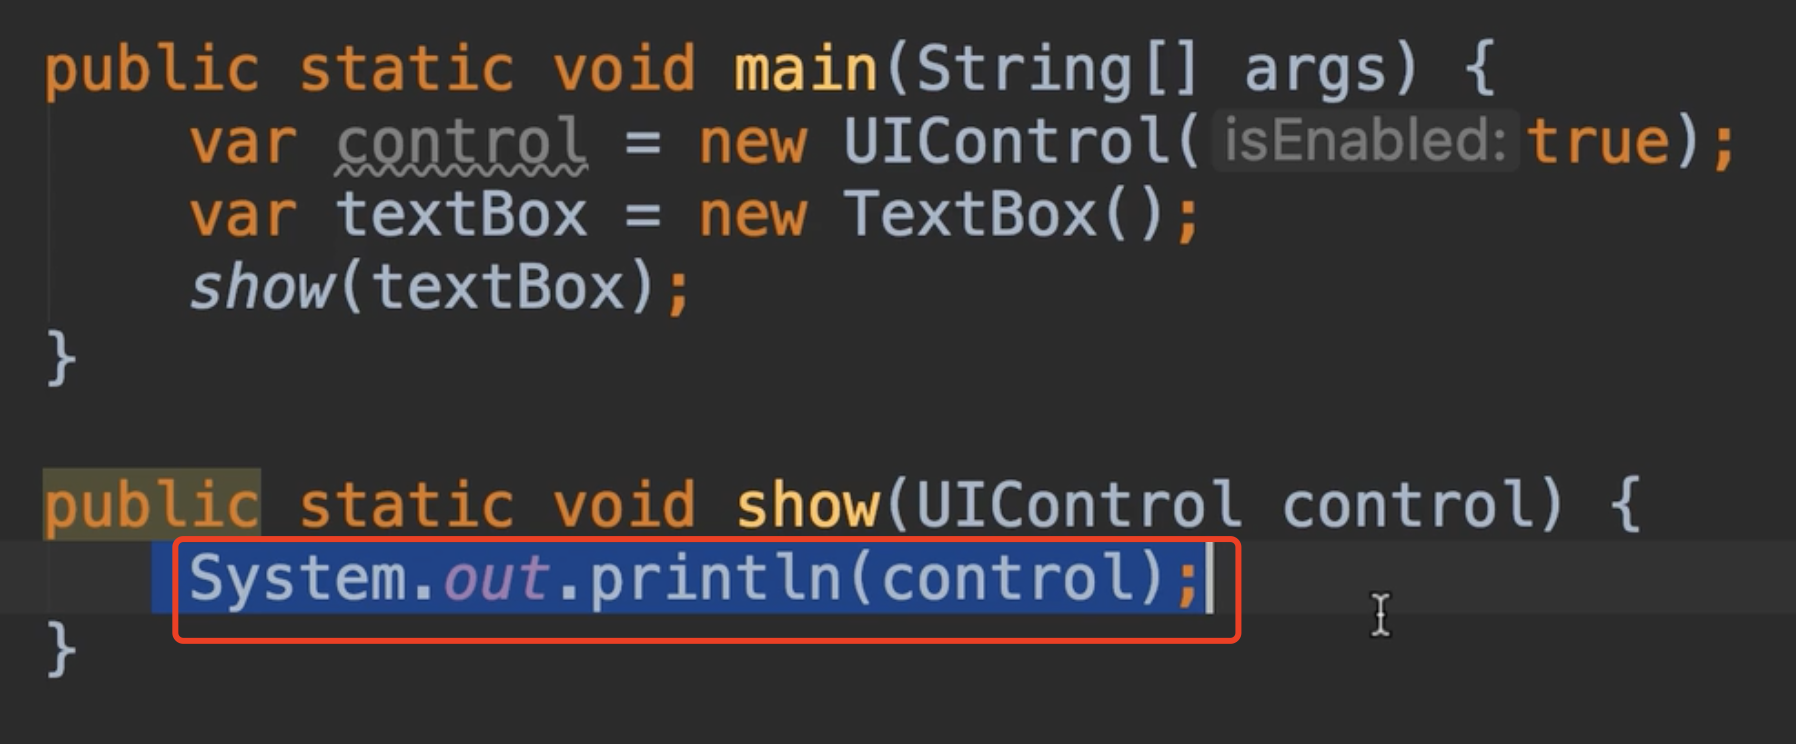 public static void main(String[] args) {
var control = new UIControl( isEnabled: true);
var textBox = new TextBox();
show(textBox);
}
public static void show(UIControl control) {
System.out.println(control);
}